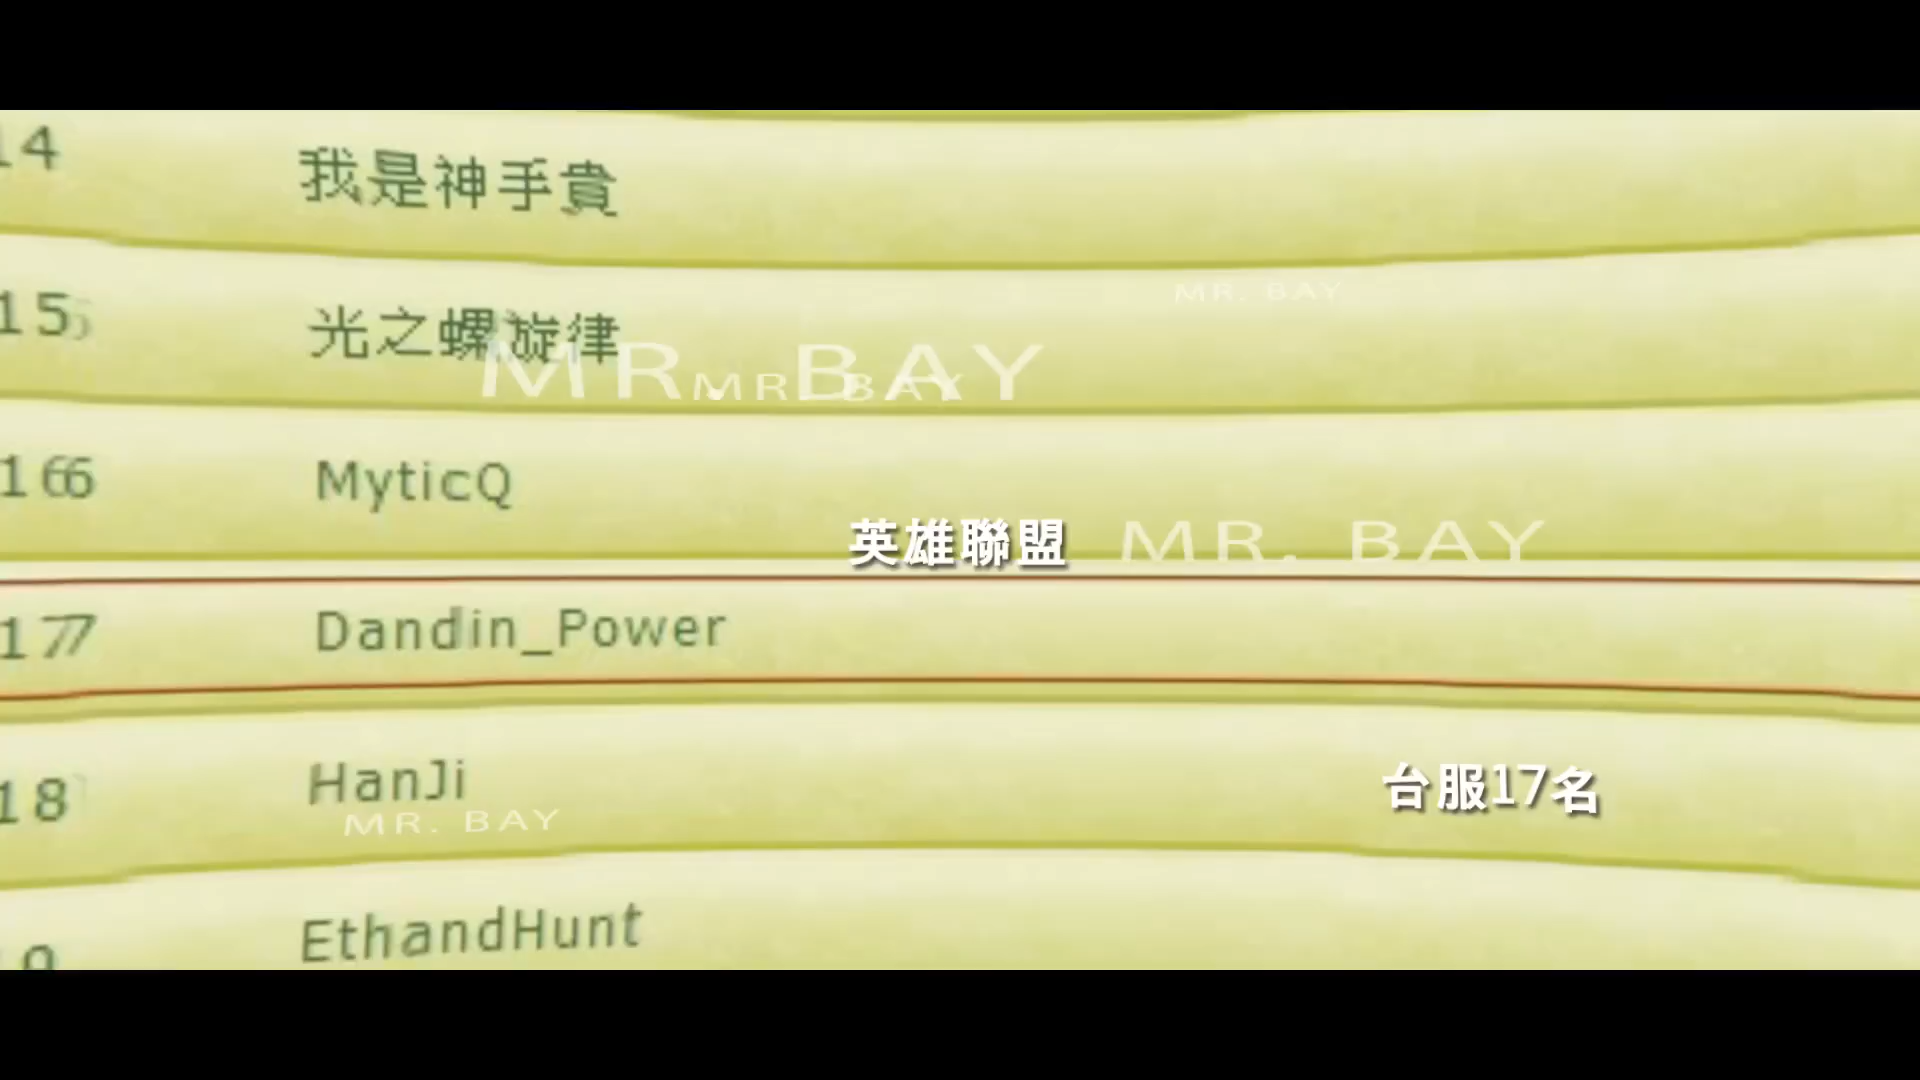 14 我是神手貴
MR. BAY
15 光之螺旋律
MR. BAY
MR. BAY
16 MyticQ
英雄聯盟 MR. BAY
17 Dandin_Power
18 HanJi
台服17名
MR. BAY
19 EthandHunt